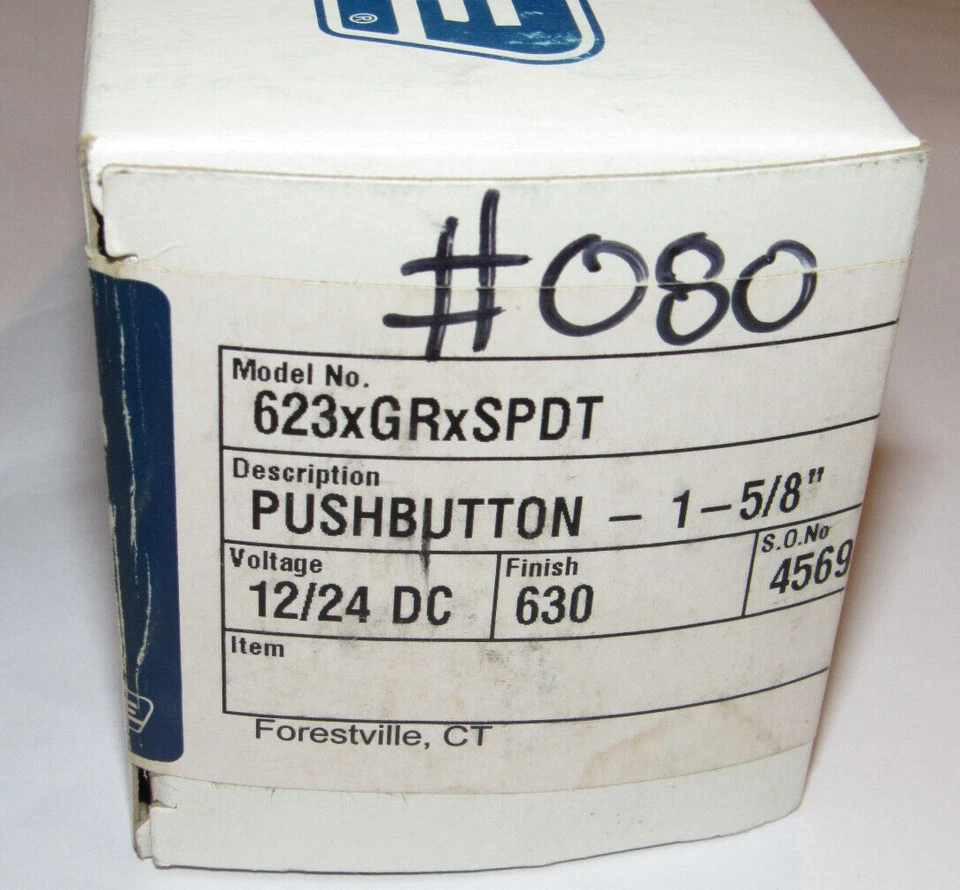 #080
Model No.
623xGRxSPDT
Description
PUSHBUTTON – 1–5/8"
Voltage Finish S.O.No
12/24 DC 630 4569
Item
Forestville, CT